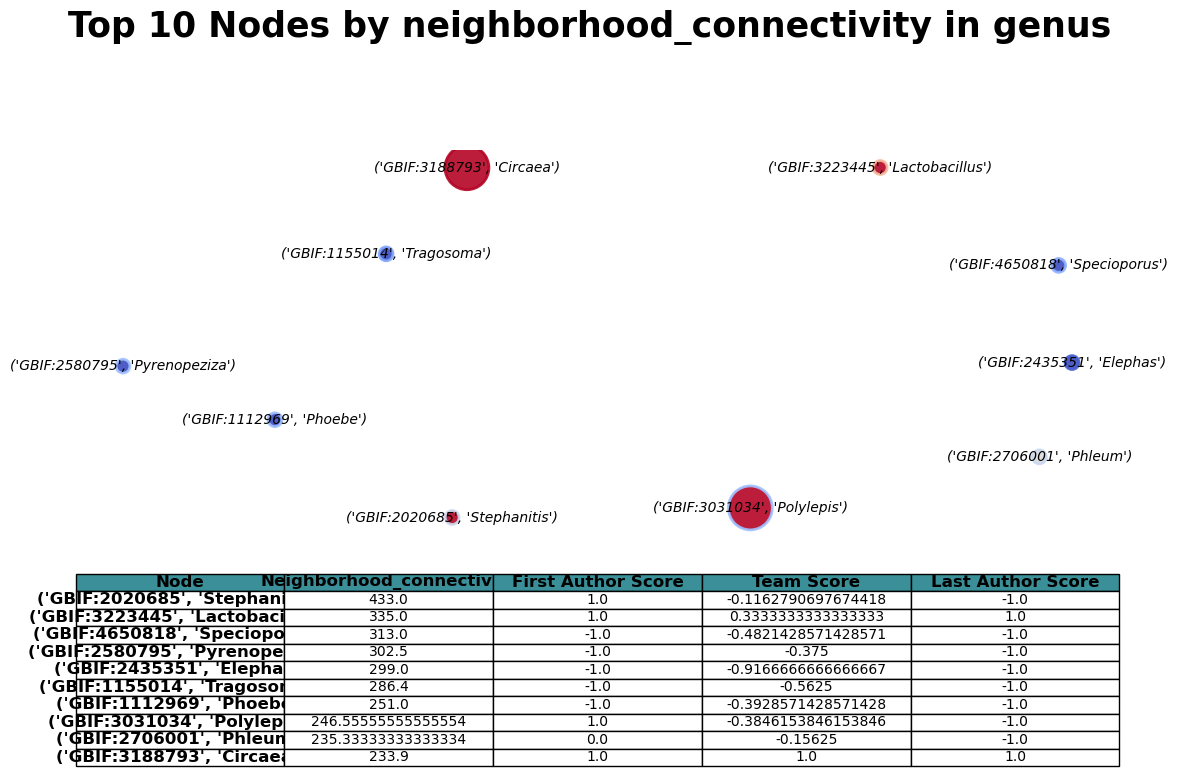 Top 10 Nodes by neighborhood_connectivity in genus
('GBIF:3188793', 'Circaea')
('GBIF:3223445', 'Lactobacillus')
('GBIF:1155014', 'Tragosoma')
('GBIF:4650818', 'Specioporus')
('GBIF:2580795', 'Pyrenopeziza')
('GBIF:2435351', 'Elephas')
('GBIF:1112969', 'Phoebe')
('GBIF:2706001', 'Phleum')
('GBIF:3031034', 'Polylepis')
('GBIF:2020685', 'Stephanitis')
Node Neighborhood_connectiv First Author Score Team Score Last Author Score
('GBIF:2020685', 'Stephani 433.0 1.0 -0.1162790697674418 -1.0
('GBIF:3223445', 'Lactobaci 335.0 1.0 0.3333333333333333 1.0
('GBIF:4650818', 'Speciopo 313.0 -1.0 -0.4821428571428571 -1.0
('GBIF:2580795', 'Pyrenope 302.5 -1.0 -0.375 -1.0
('GBIF:2435351', 'Elepha 299.0 -1.0 -0.9166666666666667 -1.0
('GBIF:1155014', 'Tragosor 286.4 -1.0 -0.5625 -1.0
('GBIF:1112969', 'Phoebe 251.0 -1.0 -0.3928571428571428 -1.0
('GBIF:3031034', 'Polylep 246.55555555555554 1.0 -0.3846153846153846 -1.0
('GBIF:2706001', 'Phleun 235.33333333333334 0.0 -0.15625 -1.0
('GBIF:3188793', 'Circaea 233.9 1.0 1.0 1.0